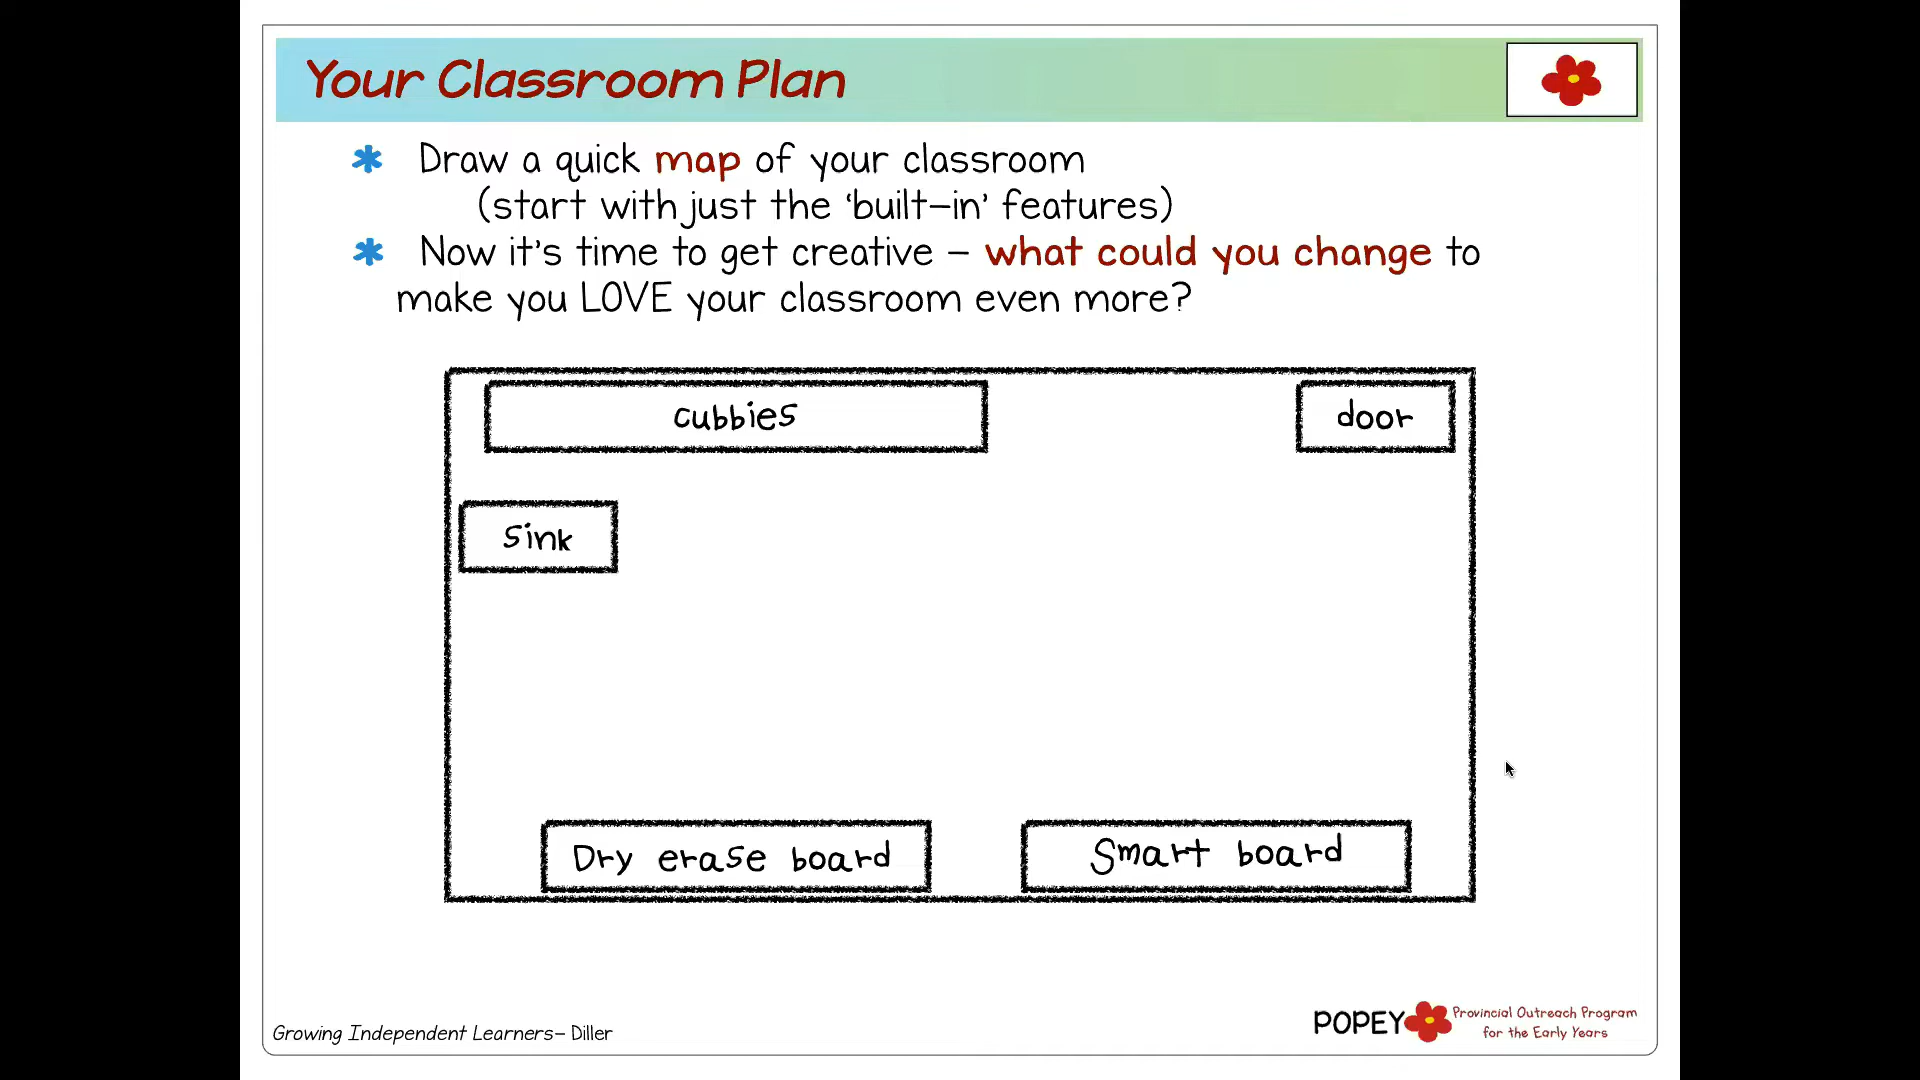 Your Classroom Plan
* Draw a quick map of your classroom
(start with just the ‘built-in’ features)
* Now it's time to get creative – what could you change to
make you LOVE your classroom even more?
cubbies
door
Sink
Dry erase board
Smart board
Growing Independent Learners- Diller
POPEY
Provincial Outreach Program
for the Early Years